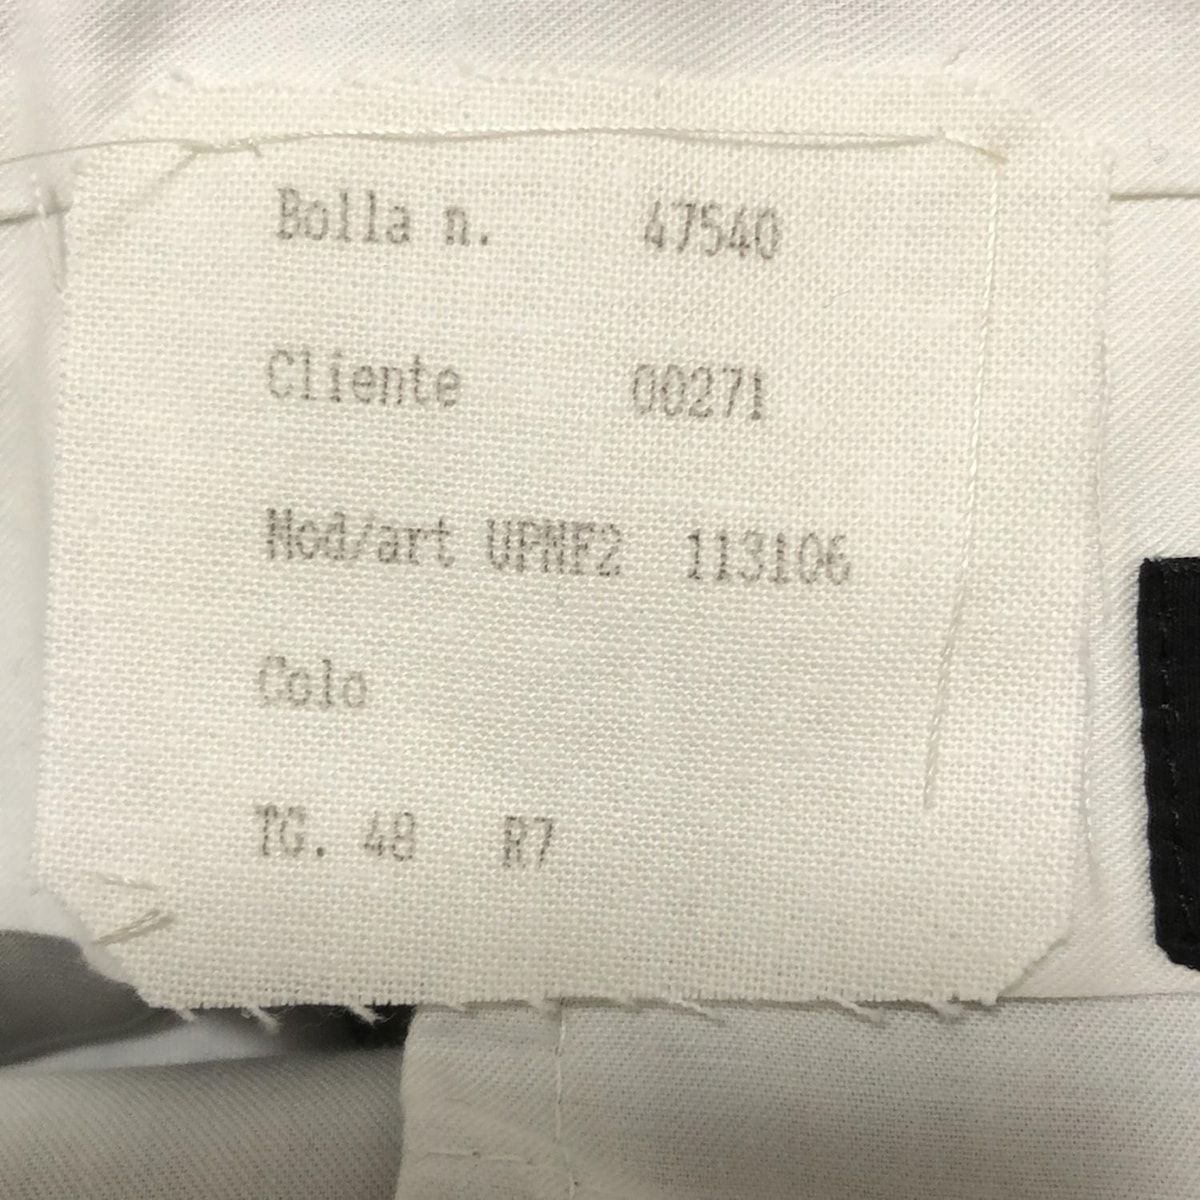 Bolla n. 47540
Cliente 00271
Mod/art UPNF2 113106
Colo
TG. 48 R7